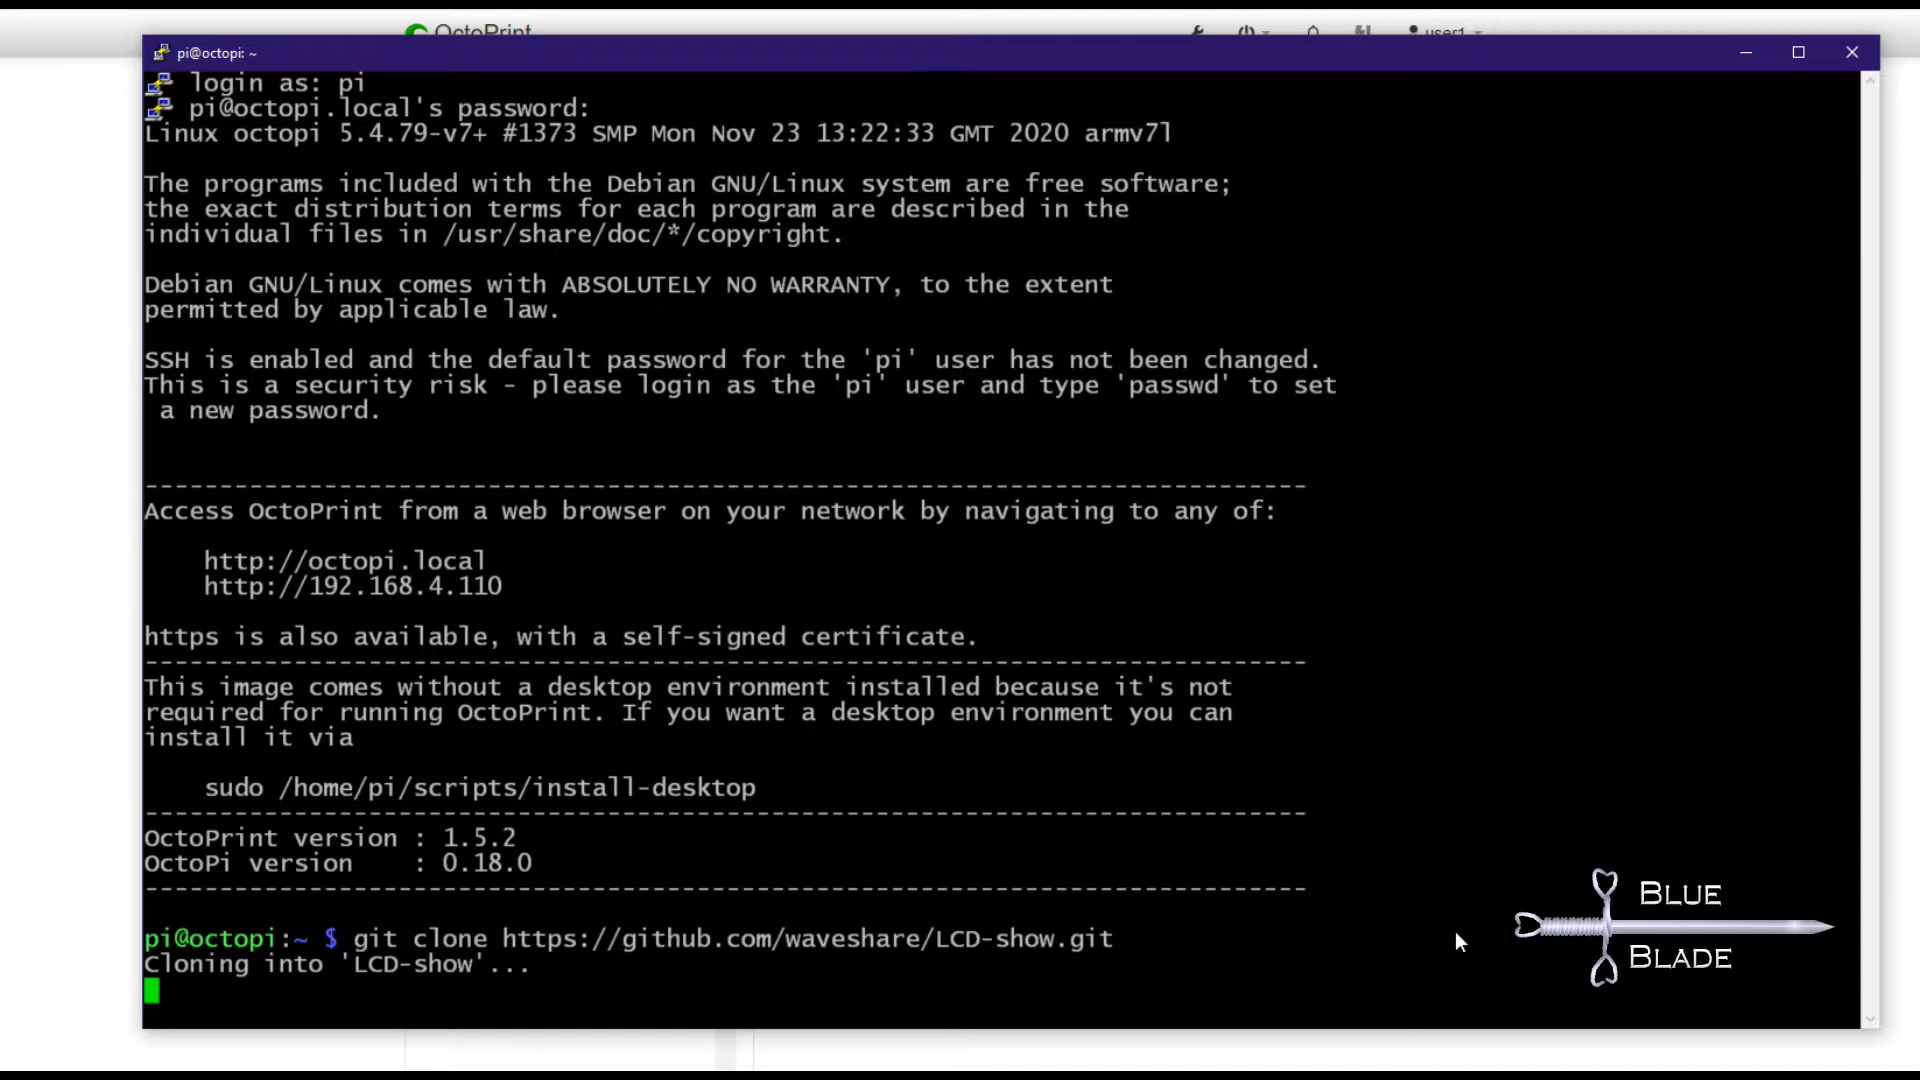 OctoPrint
user1
pi@octopi: ~
login as: pi
pi@octopi.local's password:
Linux octopi 5.4.79-v7+ #1373 SMP Mon Nov 23 13:22:33 GMT 2020 armv7l
The programs included with the Debian GNU/Linux system are free software;
the exact distribution terms for each program are described in the
individual files in /usr/share/doc/*/copyright.
Debian GNU/Linux comes with ABSOLUTELY NO WARRANTY, to the extent
permitted by applicable law.
SSH is enabled and the default password for the 'pi' user has not been changed.
This is a security risk - please login as the 'pi' user and type 'passwd' to set
a new password.
------------------------------------------------------------------------------
Access OctoPrint from a web browser on your network by navigating to any of:
http://octopi.local
http://192.168.4.110
https is also available, with a self-signed certificate.
------------------------------------------------------------------------------
This image comes without a desktop environment installed because it's not
required for running OctoPrint. If you want a desktop environment you can
install it via
sudo /home/pi/scripts/install-desktop
------------------------------------------------------------------------------
OctoPrint version : 1.5.2
OctoPi version    : 0.18.0
------------------------------------------------------------------------------
pi@octopi:~ $ git clone https://github.com/waveshare/LCD-show.git
Cloning into 'LCD-show'...
BLUE
BLADE